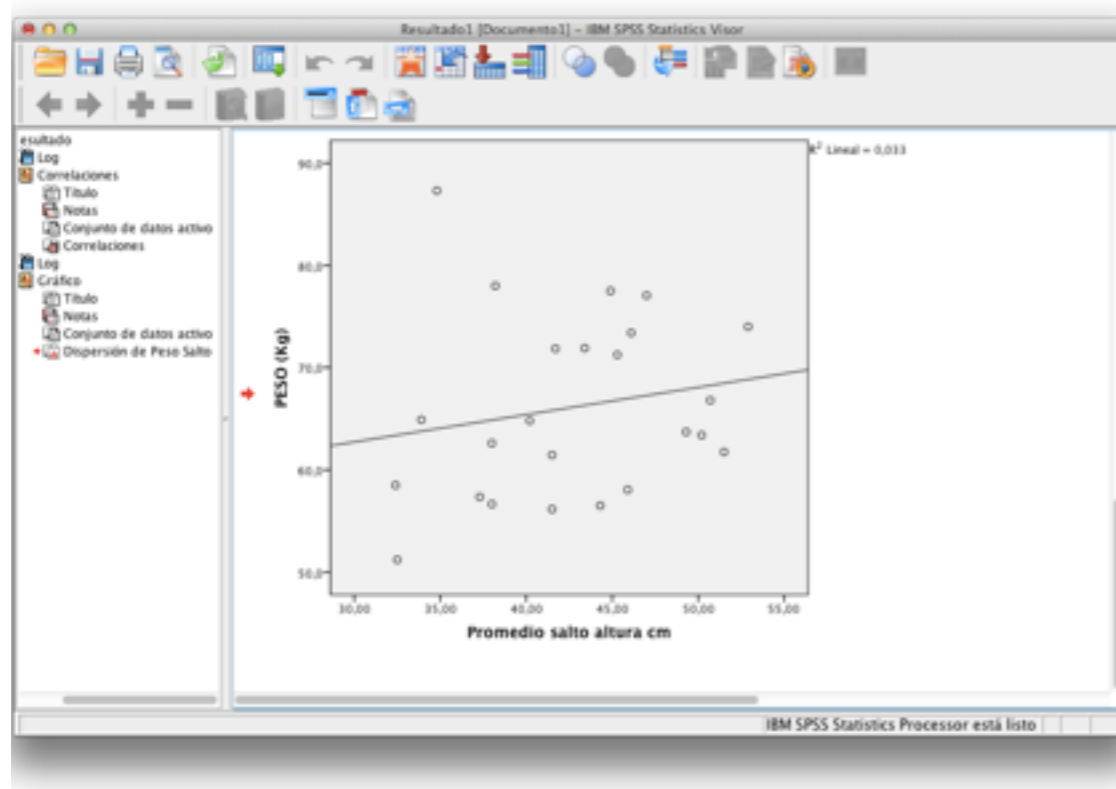 Resultado1 [Documento1] – IBM SPSS Statistics Visor
esultado
Log
Correlaciones
Título
Notas
Conjunto de datos activo
Correlaciones
Log
Gráfico
Título
Notas
Conjunto de datos activo
Dispersión de Peso Salto
R² Lineal = 0,033
90,0
80,0
70,0
60,0
50,0
PESO (Kg)
30,00 35,00 40,00 45,00 50,00 55,00
Promedio salto altura cm
IBM SPSS Statistics Processor está listo